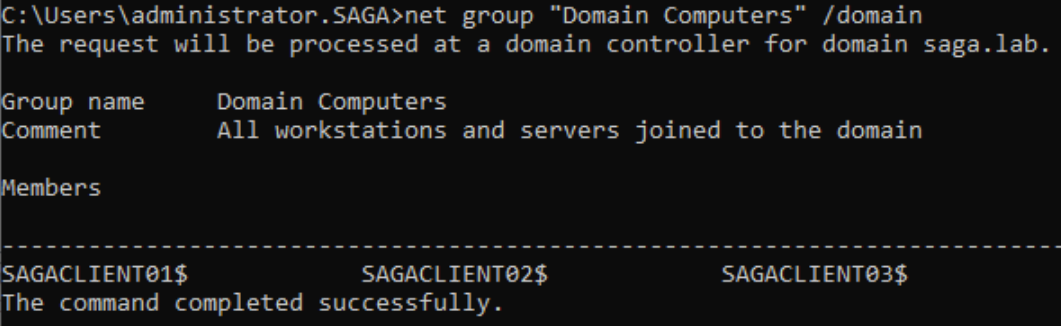 C:\Users\administrator.SAGA>net group "Domain Computers" /domain
The request will be processed at a domain controller for domain saga.lab.
Group name     Domain Computers
Comment        All workstations and servers joined to the domain
Members
-------------------------------------------------------------------------
SAGACLIENT01$            SAGACLIENT02$            SAGACLIENT03$
The command completed successfully.